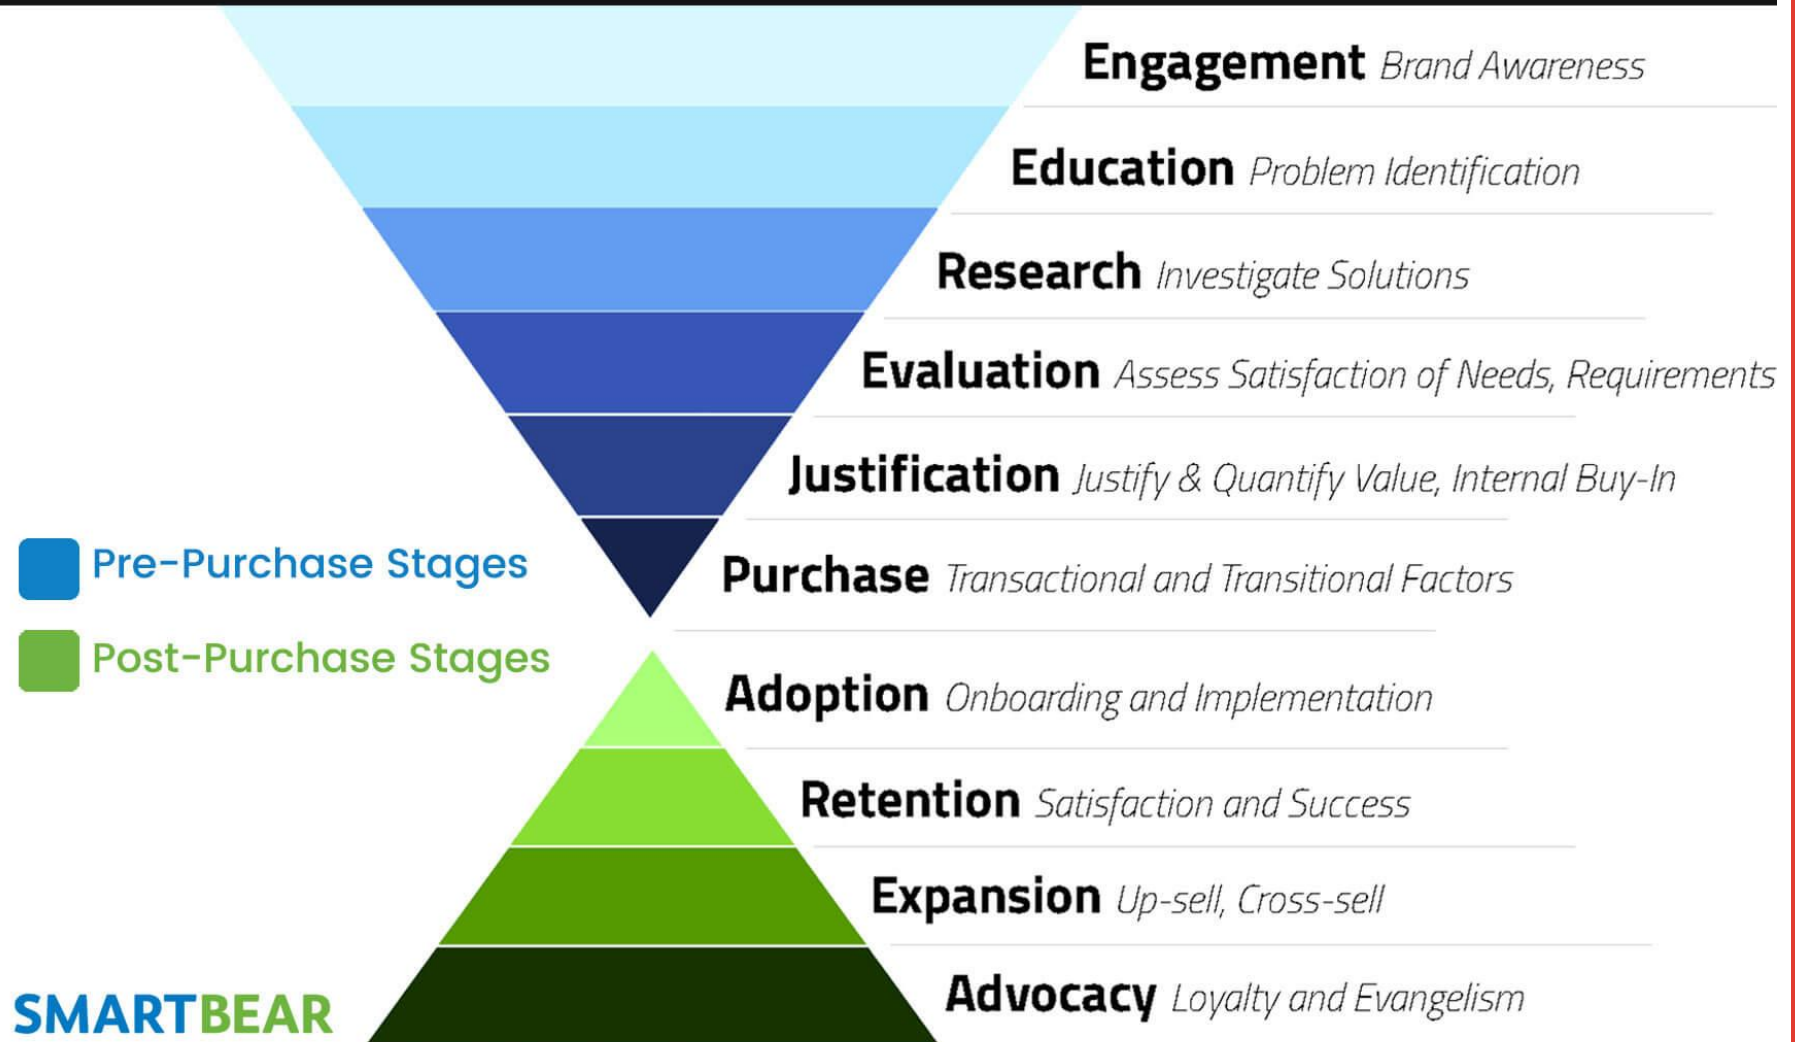 Engagement Brand Awareness
Education Problem Identification
Research Investigate Solutions
Evaluation Assess Satisfaction of Needs, Requirements
Justification Justify & Quantify Value, Internal Buy-In
Pre-Purchase Stages
Purchase Transactional and Transitional Factors
Post-Purchase Stages
Adoption Onboarding and Implementation
Retention Satisfaction and Success
Expansion Up-sell, Cross-sell
Advocacy Loyalty and Evangelism
SMARTBEAR